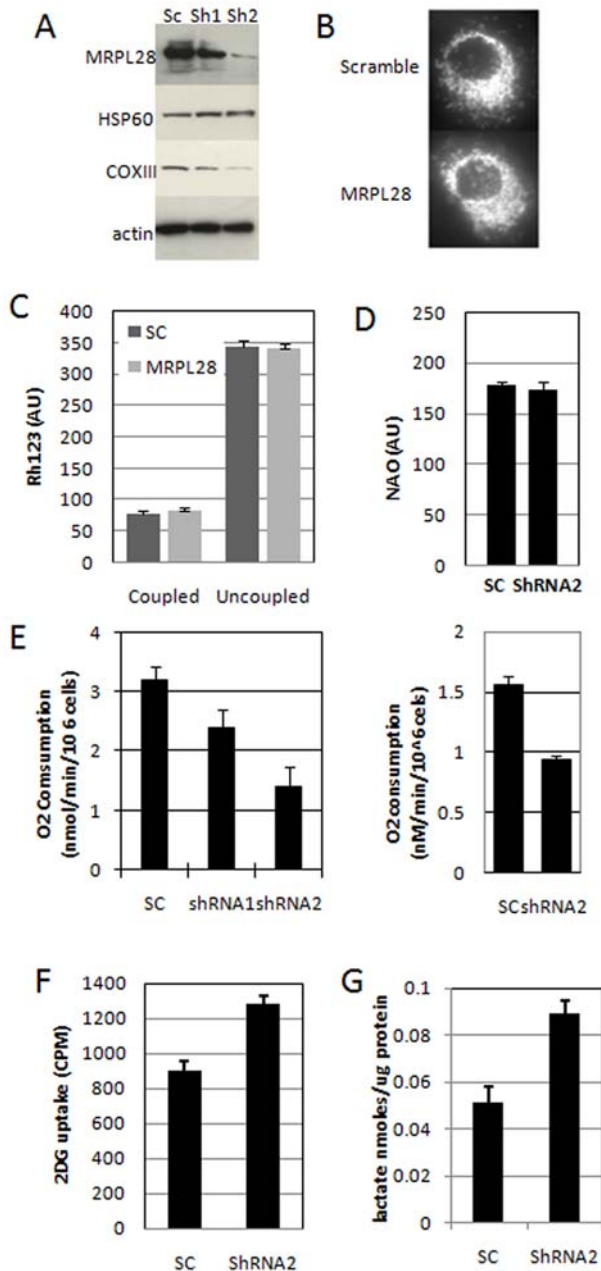 A
Sc Sh1 Sh2
MRPL28
HSP60
COXIII
actin
B
Scramble
MRPL28
C
400
350
300
250
200
150
100
50
0
Rh123 (AU)
SC
MRPL28
Coupled Uncoupled
D
250
200
150
100
50
0
NAO (AU)
SC ShRNA2
E
4
3
2
1
0
O2 Comsumption
(nmol/min/10 6 cells)
SC shRNA1shRNA2
2
1.5
1
0.5
0
O2 consumption
(nM/min/10^6 cells)
SCshRNA2
F
1400
1200
1000
800
600
400
200
0
2DG uptake (CPM)
SC ShRNA2
G
0.1
0.08
0.06
0.04
0.02
0
lactate nmoles/ug protein
SC ShRNA2